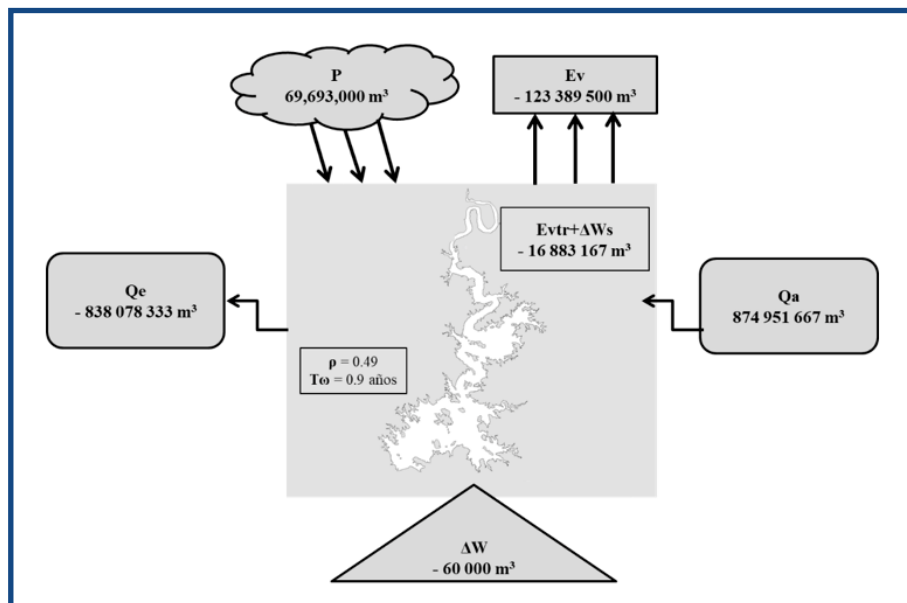 P
69,693,000 m³
Ev
- 123 389 500 m³
Evtr+ΔWs
- 16 883 167 m³
Qe
- 838 078 333 m³
Qa
874 951 667 m³
ρ = 0.49
Tω = 0.9 años
ΔW
- 60 000 m³